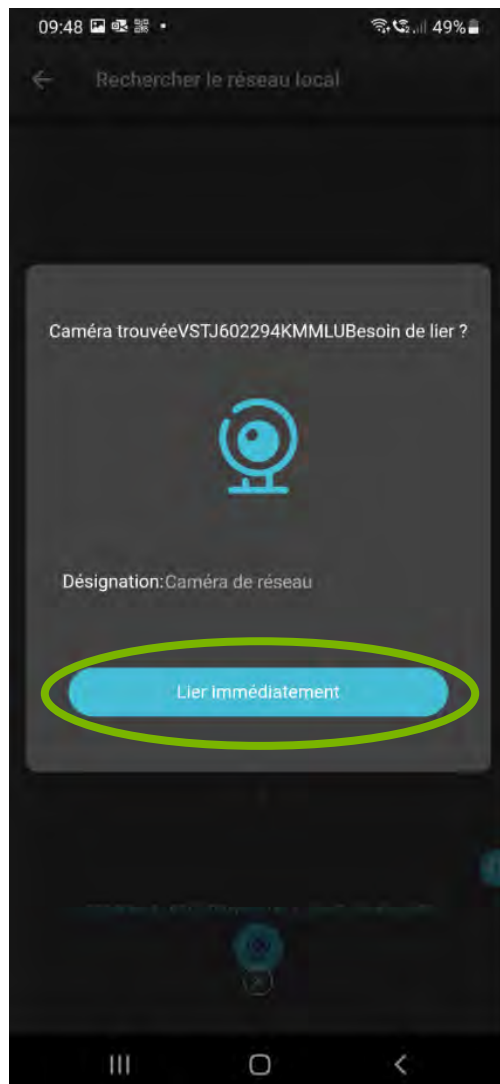 09:48 49%
Rechercher le réseau local
Caméra trouvéeVSTJ602294KMMLUBesoin de lier ?
Désignation:Caméra de réseau
Lier immédiatement